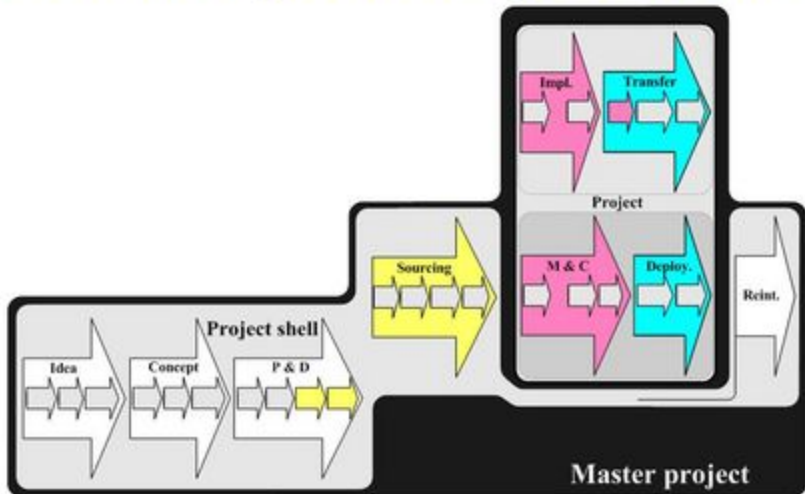 Impl.
Transfer
Project
Sourcing
M & C
Deploy.
Reint.
Project shell
Idea
Concept
P & D
Master project